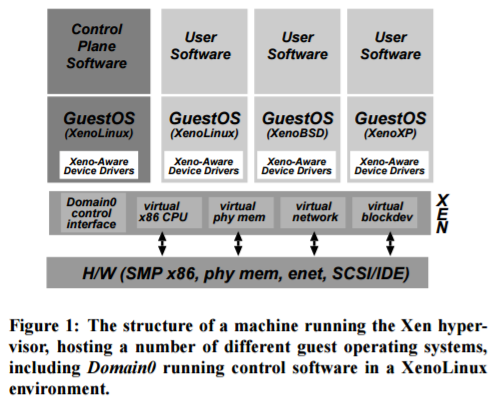 Control
Plane
Software
User
Software
User
Software
User
Software
GuestOS
(XenoLinux)
Xeno-Aware
Device Drivers
GuestOS
(XenoLinux)
Xeno-Aware
Device Drivers
GuestOS
(XenoBSD)
Xeno-Aware
Device Drivers
GuestOS
(XenoXP)
Xeno-Aware
Device Drivers
Domain0
control
interface
virtual
x86 CPU
virtual
phy mem
virtual
network
virtual
blockdev
XEN
H/W (SMP x86, phy mem, enet, SCSI/IDE)
Figure 1: The structure of a machine running the Xen hyper-
visor, hosting a number of different guest operating systems,
including Domain0 running control software in a XenoLinux
environment.